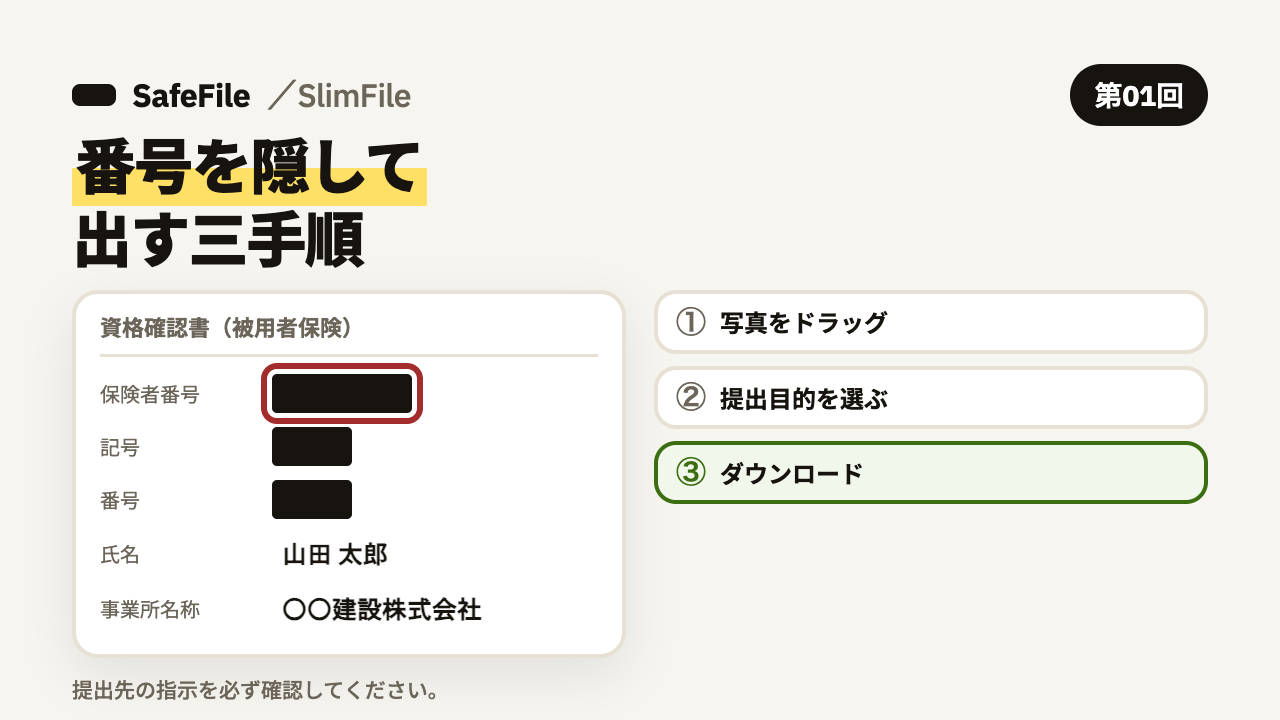 SafeFile ／SlimFile
第01回
番号を隠して
出す三手順
資格確認書（被用者保険）
保険者番号
記号
番号
氏名 山田 太郎
事業所名称 〇〇建設株式会社
① 写真をドラッグ
② 提出目的を選ぶ
③ ダウンロード
提出先の指示を必ず確認してください。